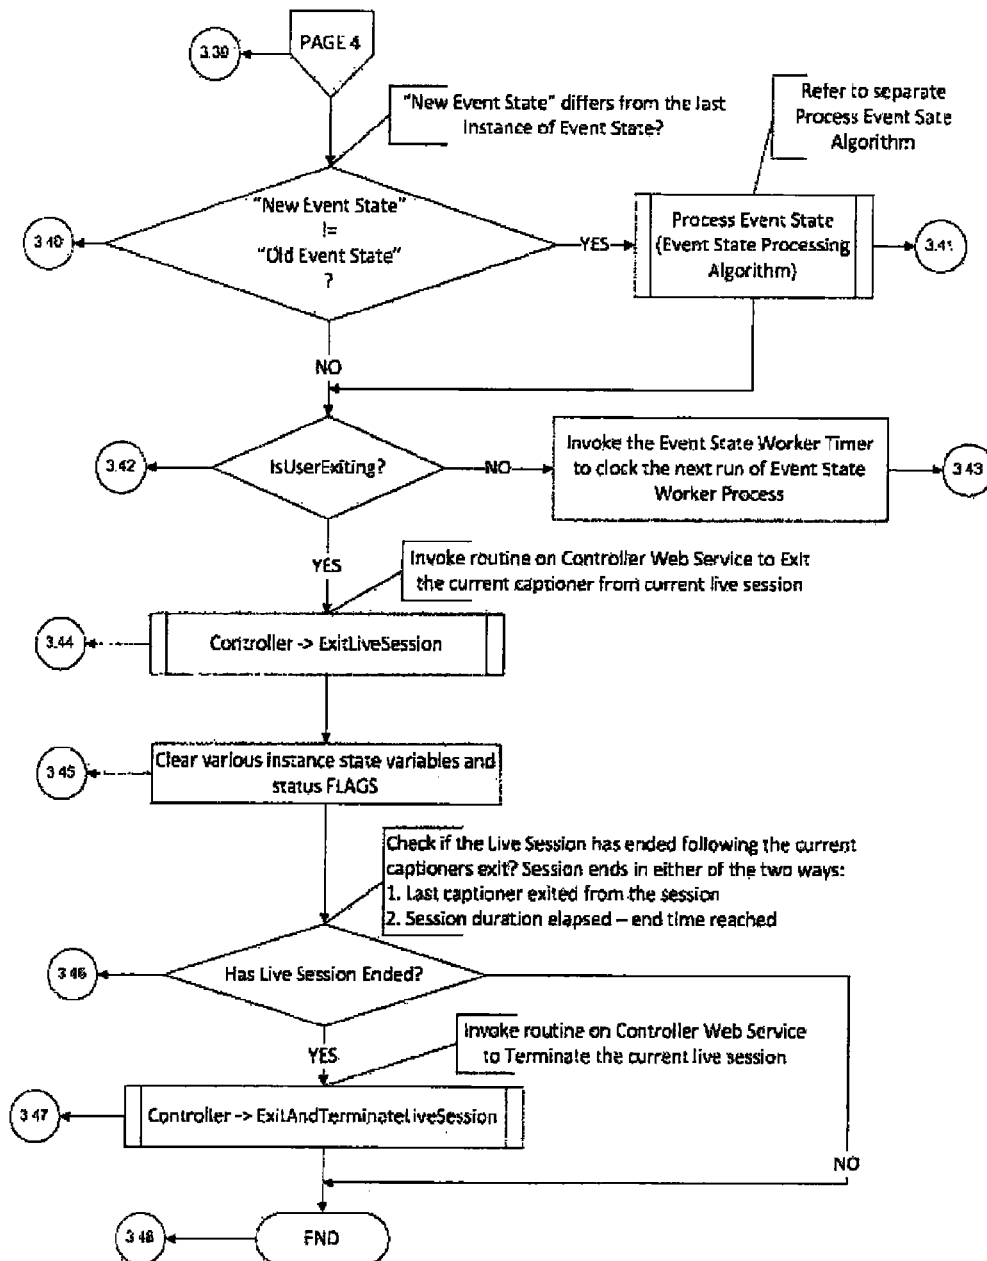 3.39
PAGE 4
"New Event State" differs from the last
Instance of Event State?
Refer to separate
Process Event Sate
Algorithm
"New Event State"
!=
"Old Event State"
?
3.40
YES
Process Event State
(Event State Processing
Algorithm)
3.41
NO
3.42
IsUserExiting?
NO
Invoke the Event State Worker Timer
to clock the next run of Event State
Worker Process
3.43
YES
Invoke routine on Controller Web Service to Exit
the current captioner from current live session
3.44
Controller -> ExitLiveSession
3.45
Clear various instance state variables and
status FLAGS
Check if the Live Session has ended following the current
captioners exit? Session ends in either of the two ways:
1. Last captioner exited from the session
2. Session duration elapsed – end time reached
3.46
Has Live Session Ended?
YES
Invoke routine on Controller Web Service
to Terminate the current live session
3.47
Controller -> ExitAndTerminateLiveSession
NO
3.48
END